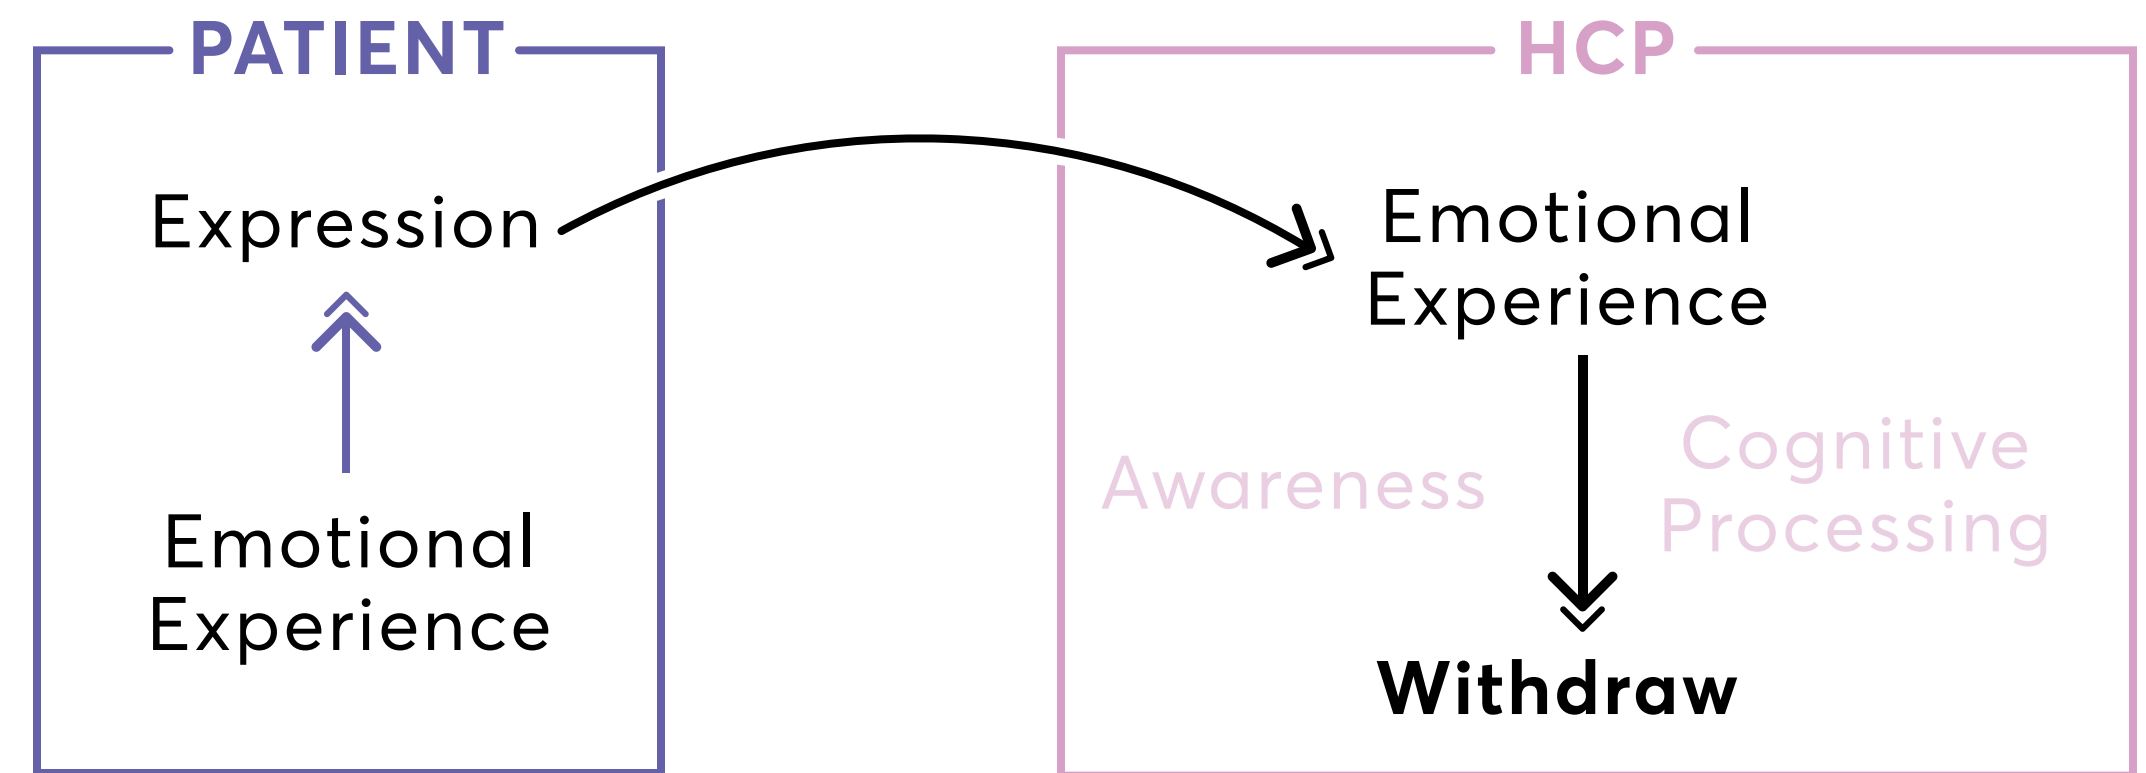 PATIENT
Expression
Emotional
Experience
HCP
Emotional
Experience
Awareness
Cognitive
Processing
Withdraw